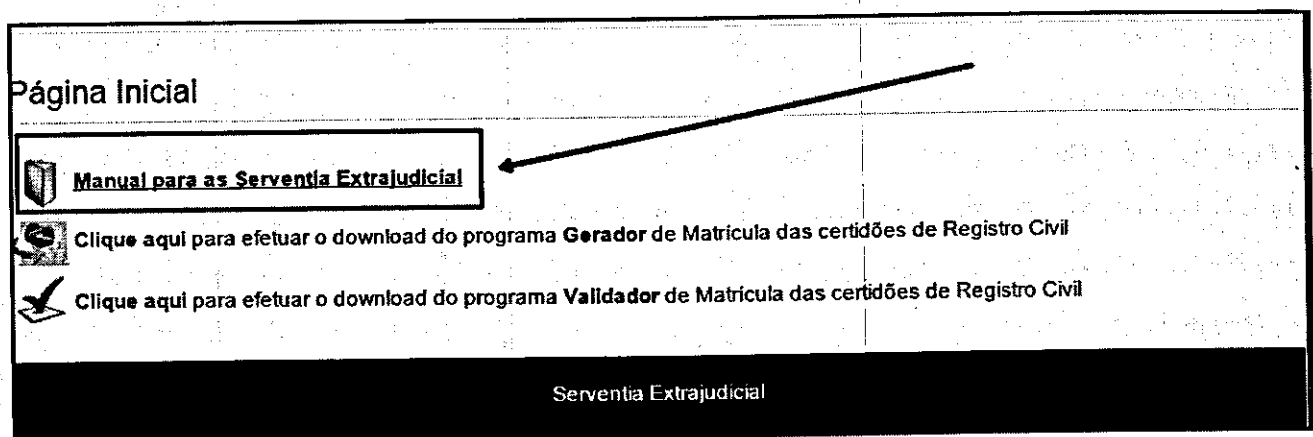 Página Inicial
Manual para as Serventia Extrajudicial
Clique aqui para efetuar o download do programa Gerador de Matrícula das certidões de Registro Civil
Clique aqui para efetuar o download do programa Validador de Matrícula das certidões de Registro Civil
Serventia Extrajudicial